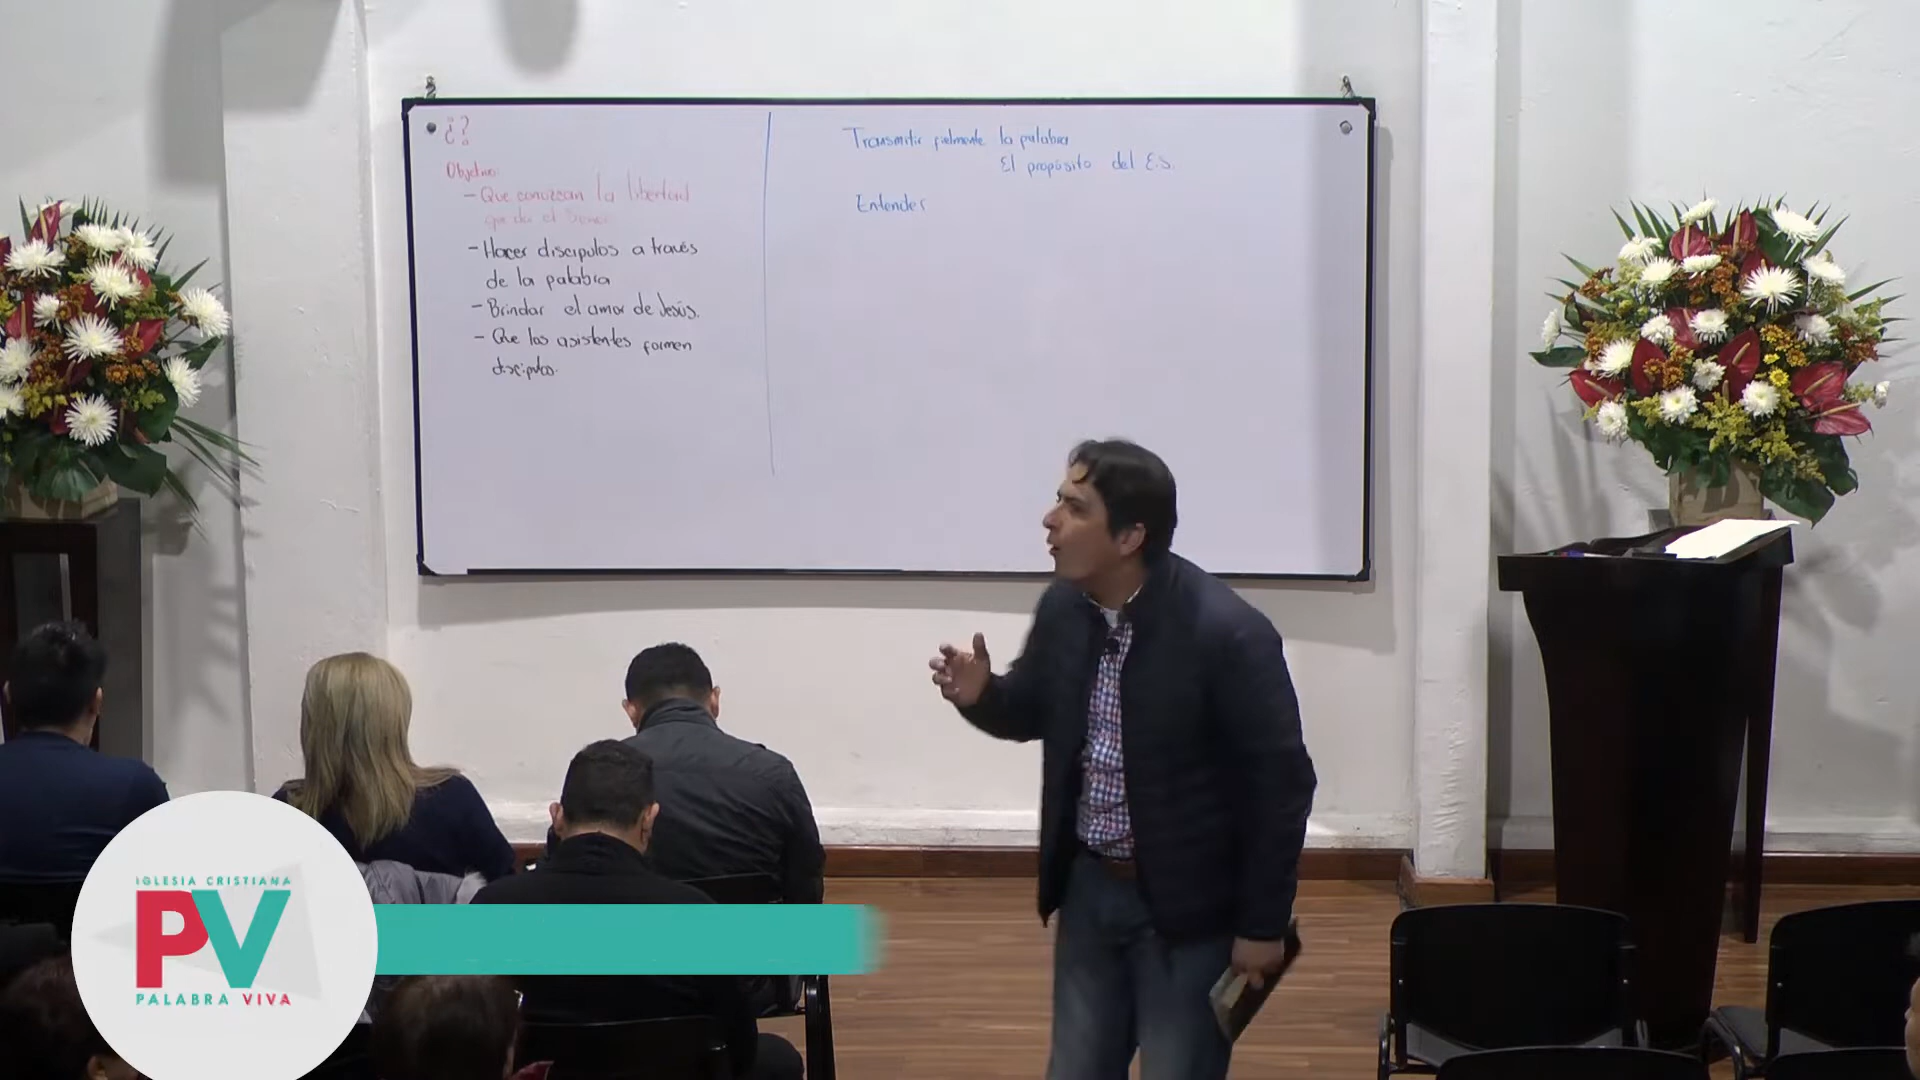 ¿?
Objetivo:
- Que conozcan la libertad
que da el Señor
- Hacer discipulos a través
de la palabra
- Brindar el amor de Jesús.
- Que los asistentes formen
discipulos.
Transmitir fielmente la palabra
El propósito del E.S.
Entender
IGLESIA CRISTIANA
PV
PALABRA VIVA